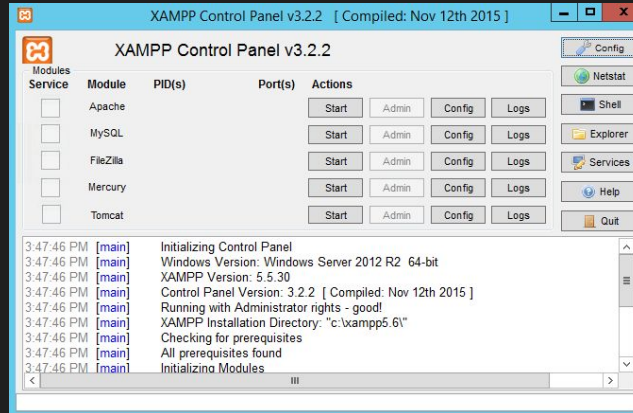 XAMPP Control Panel v3.2.2 [ Compiled: Nov 12th 2015 ]
XAMPP Control Panel v3.2.2
Config
Modules
Service Module PID(s) Port(s) Actions
Netstat
Apache Start Admin Config Logs
Shell
MySQL Start Admin Config Logs
Explorer
FileZilla Start Admin Config Logs
Services
Mercury Start Admin Config Logs
Help
Tomcat Start Admin Config Logs
Quit
3:47:46 PM [main] Initializing Control Panel
3:47:46 PM [main] Windows Version: Windows Server 2012 R2 64-bit
3:47:46 PM [main] XAMPP Version: 5.5.30
3:47:46 PM [main] Control Panel Version: 3.2.2 [ Compiled: Nov 12th 2015 ]
3:47:46 PM [main] Running with Administrator rights - good!
3:47:46 PM [main] XAMPP Installation Directory: "c:\xampp5.6\"
3:47:46 PM [main] Checking for prerequisites
3:47:46 PM [main] All prerequisites found
3:47:46 PM [main] Initializing Modules